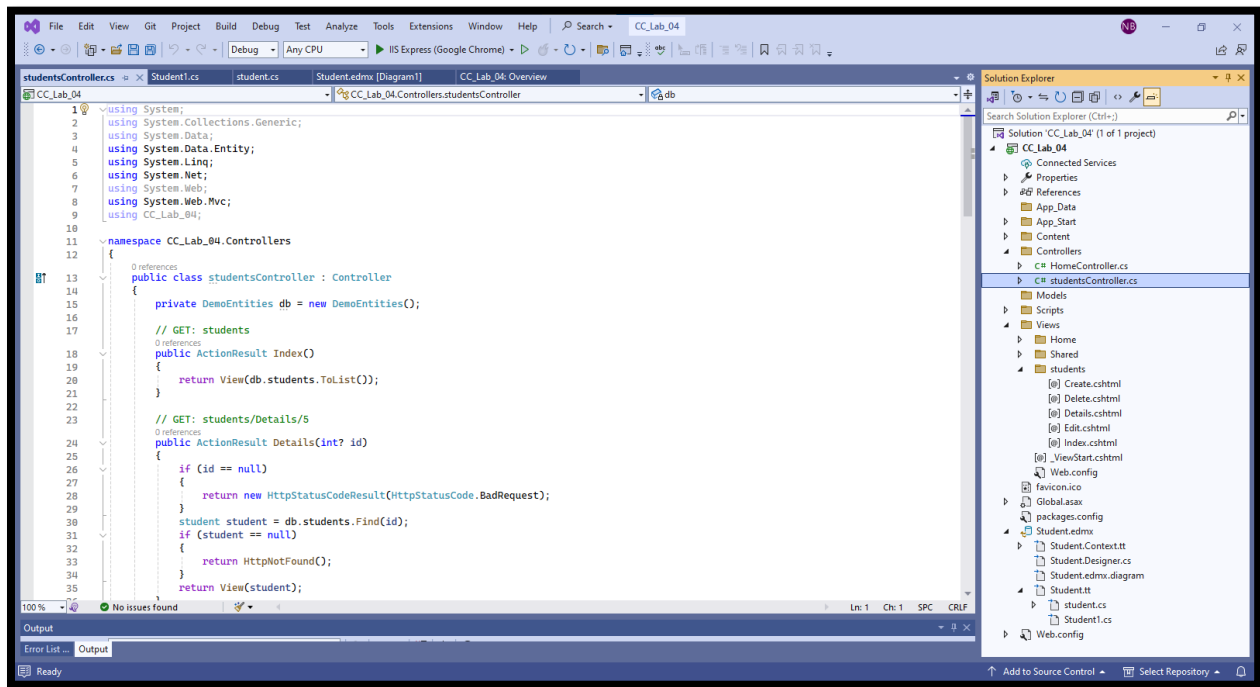 File Edit View Git Project Build Debug Test Analyze Tools Extensions Window Help Search CC_Lab_04 NB
Debug Any CPU IIS Express (Google Chrome)
studentsController.cs Student1.cs student.cs Student.edmx [Diagram1] CC_Lab_04: Overview
CC_Lab_04 CC_Lab_04.Controllers.studentsController db
1 using System;
2 using System.Collections.Generic;
3 using System.Data;
4 using System.Data.Entity;
5 using System.Linq;
6 using System.Net;
7 using System.Web;
8 using System.Web.Mvc;
9 using CC_Lab_04;
10
11 namespace CC_Lab_04.Controllers
12 {
0 references
13 public class studentsController : Controller
14 {
15 private DemoEntities db = new DemoEntities();
16
17 // GET: students
0 references
18 public ActionResult Index()
19 {
20 return View(db.students.ToList());
21 }
22
23 // GET: students/Details/5
0 references
24 public ActionResult Details(int? id)
25 {
26 if (id == null)
27 {
28 return new HttpStatusCodeResult(HttpStatusCode.BadRequest);
29 }
30 student student = db.students.Find(id);
31 if (student == null)
32 {
33 return HttpNotFound();
34 }
35 return View(student);
100 % No issues found Ln: 1 Ch: 1 SPC CRLF
Output
Error List ... Output
Solution Explorer
Search Solution Explorer (Ctrl+;)
Solution 'CC_Lab_04' (1 of 1 project)
CC_Lab_04
Connected Services
Properties
References
App_Data
App_Start
Content
Controllers
C# HomeController.cs
C# studentsController.cs
Models
Scripts
Views
Home
Shared
students
[@] Create.cshtml
[@] Delete.cshtml
[@] Details.cshtml
[@] Edit.cshtml
[@] Index.cshtml
[@] _ViewStart.cshtml
Web.config
favicon.ico
Global.asax
packages.config
Student.edmx
Student.Context.tt
Student.Designer.cs
Student.edmx.diagram
Student.tt
student.cs
Student1.cs
Web.config
Ready Add to Source Control Select Repository